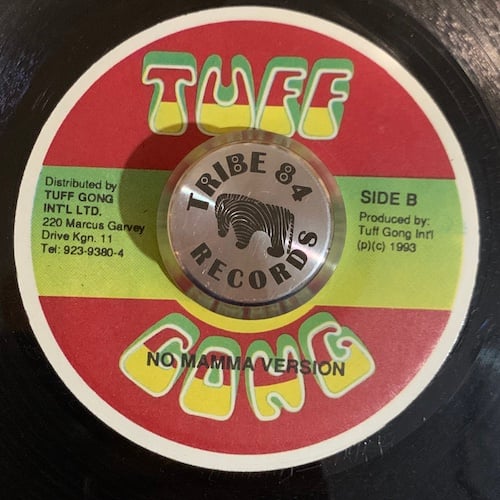 TUFF
Distributed by
TUFF GONG
INT'L LTD.
220 Marcus Garvey
Drive Kgn. 11
Tel: 923-9380-4
TRIBE 84
RECORDS
SIDE B
Produced by:
Tuff Gong Int'l
(p)(c) 1993
GONG
NO MAMMA VERSION